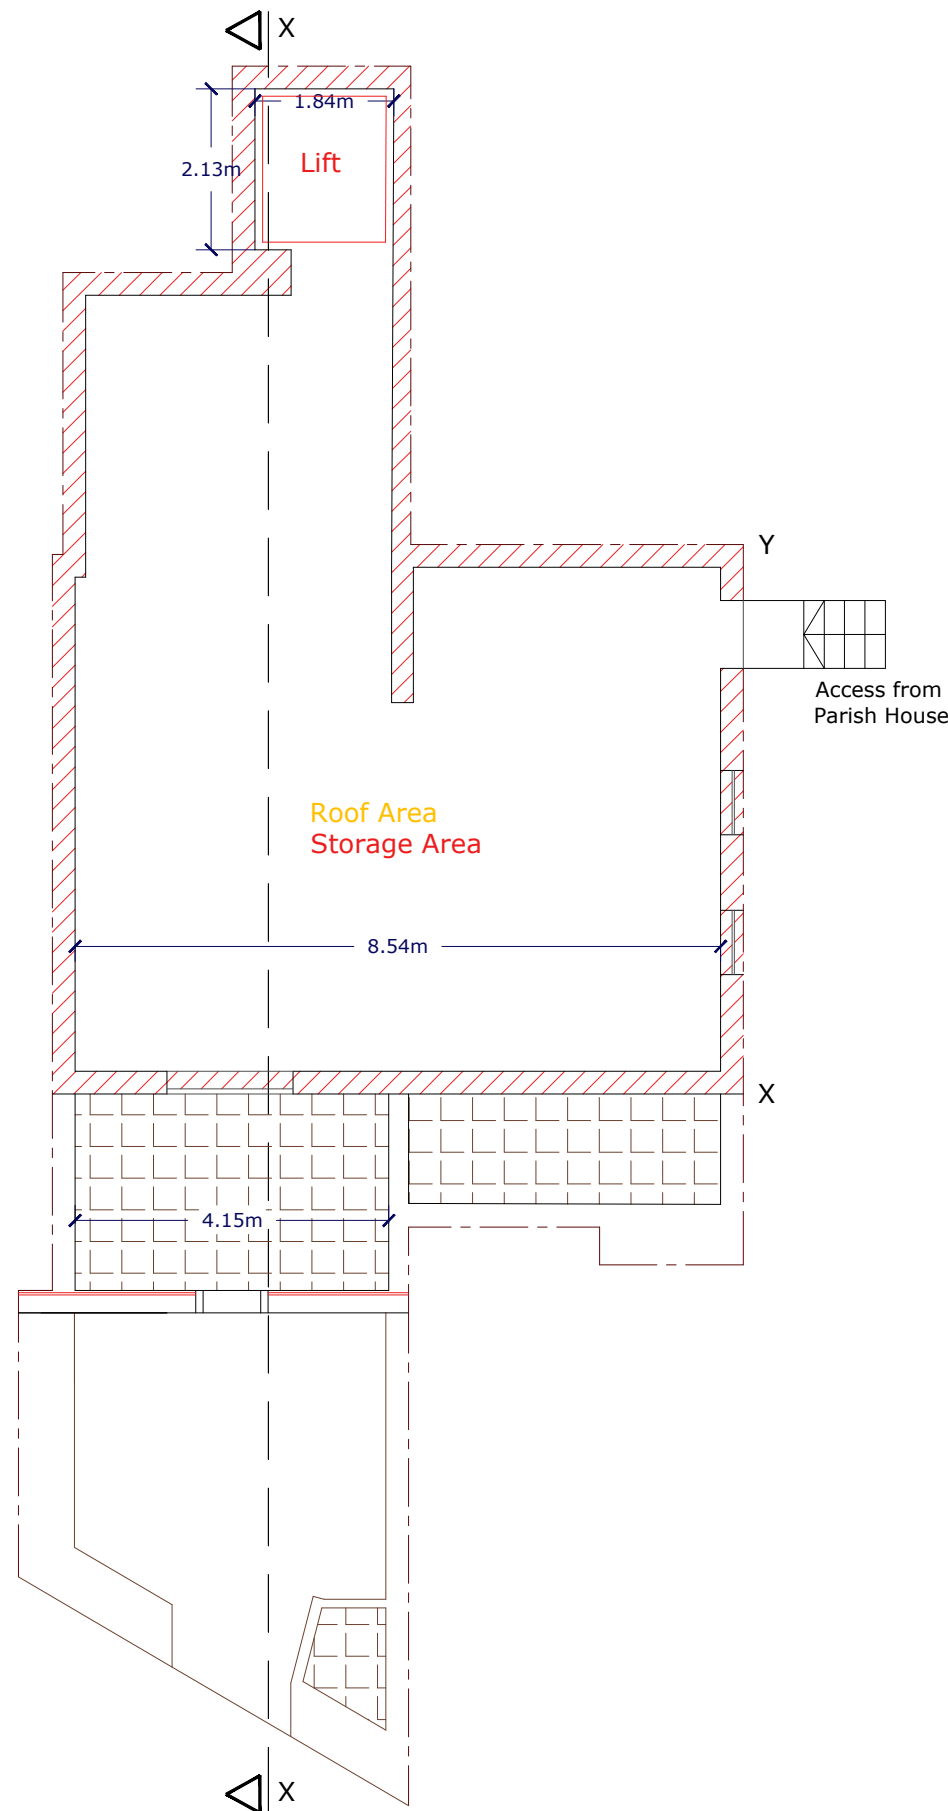 X
1.84m
Lift
2.13m
Y
Access from
Parish House
Roof Area
Storage Area
8.54m
X
4.15m
X